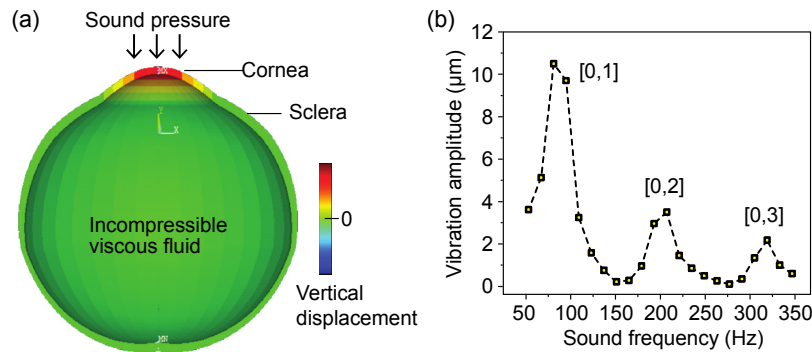 (a)
Sound pressure
Cornea
Sclera
Y
X
Incompressible
viscous fluid
0
Vertical
displacement
(b)
Vibration amplitude (μm)
12
10
8
6
4
2
0
[0,1]
[0,2]
[0,3]
50 100 150 200 250 300 350
Sound frequency (Hz)